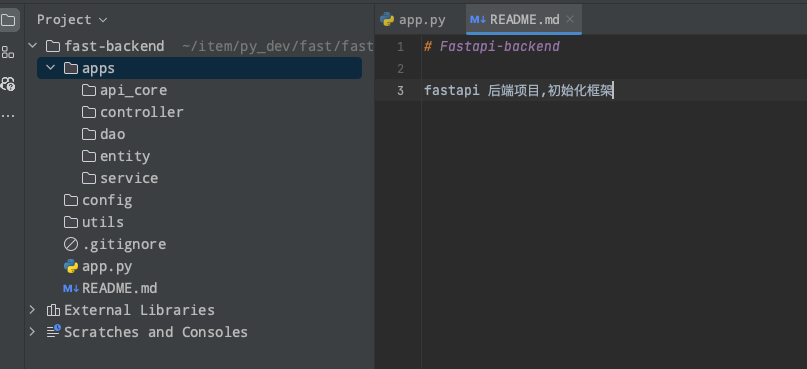 Project
fast-backend ~/item/py_dev/fast/fast
apps
api_core
controller
dao
entity
service
config
utils
.gitignore
app.py
M↓ README.md
External Libraries
Scratches and Consoles
app.py
M↓ README.md
1 # Fastapi-backend
2
3 fastapi 后端项目,初始化框架